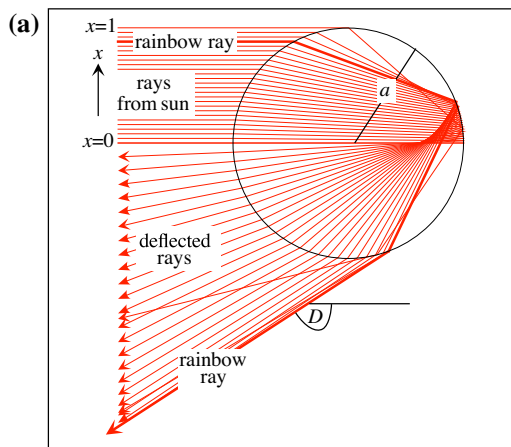 (a)
x=1
rainbow ray
x
rays
from sun
a
x=0
deflected
rays
D
rainbow
ray